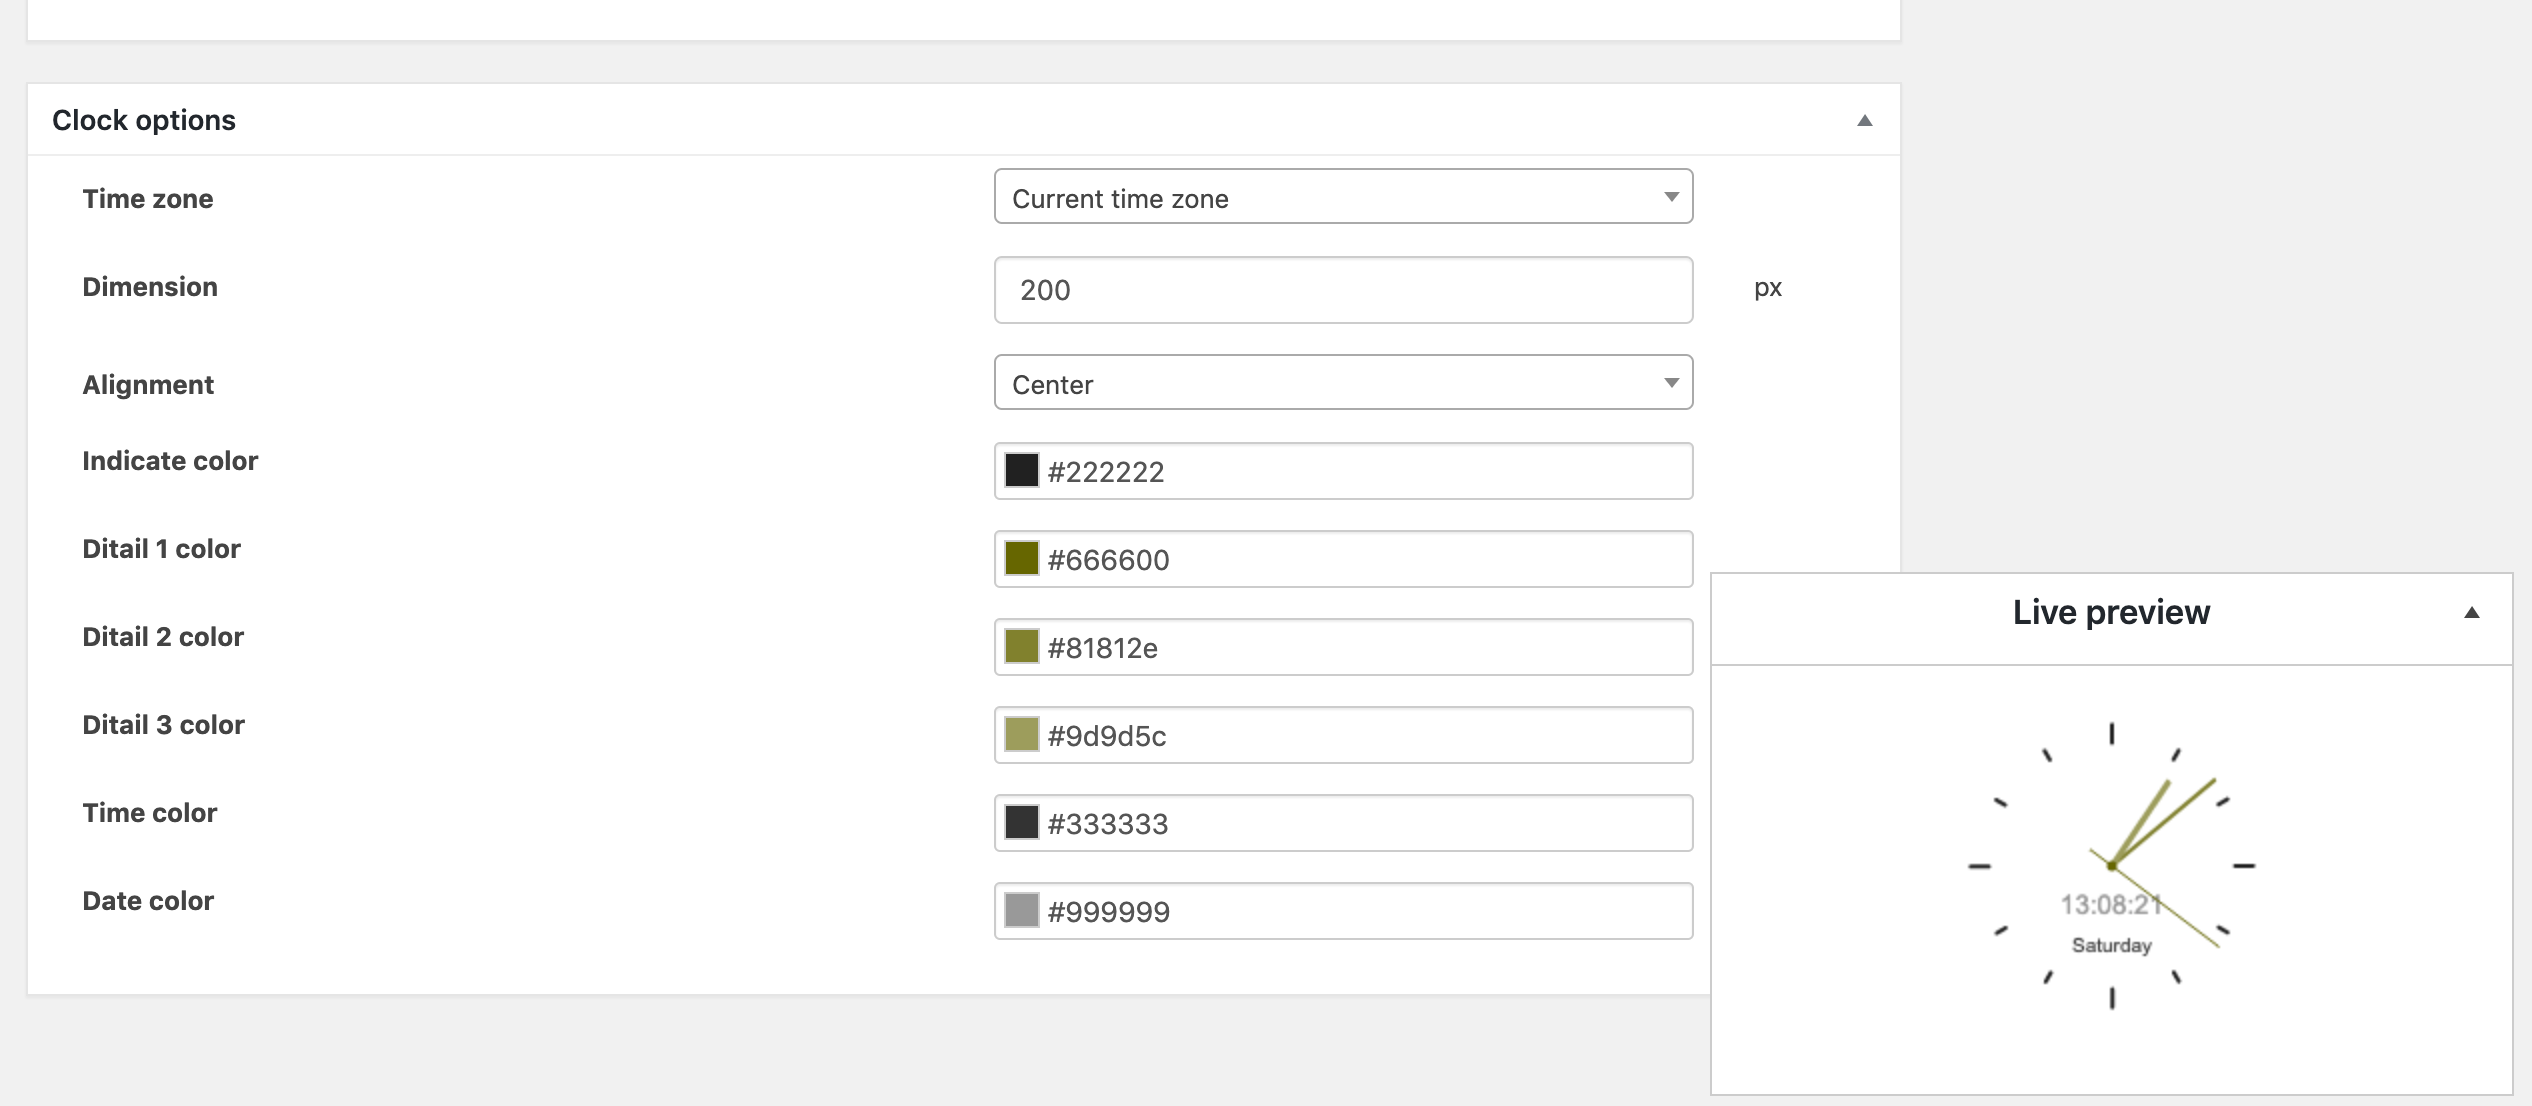 Clock options
Time zone
Current time zone
Dimension
200
px
Alignment
Center
Indicate color
#222222
Ditail 1 color
#666600
Ditail 2 color
#81812e
Ditail 3 color
#9d9d5c
Time color
#333333
Date color
#999999
Live preview
13:08:21
Saturday